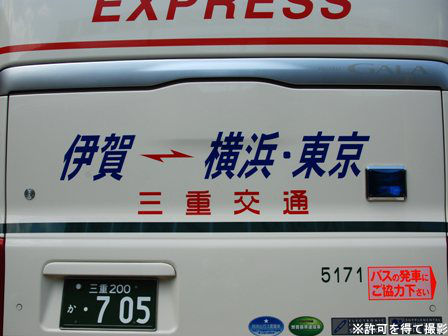 EXPRESS
GALA
伊賀 横浜・東京
三重交通
5171
バスの発車に
ご協力下さい
三重200
か・705
※許可を得て撮影